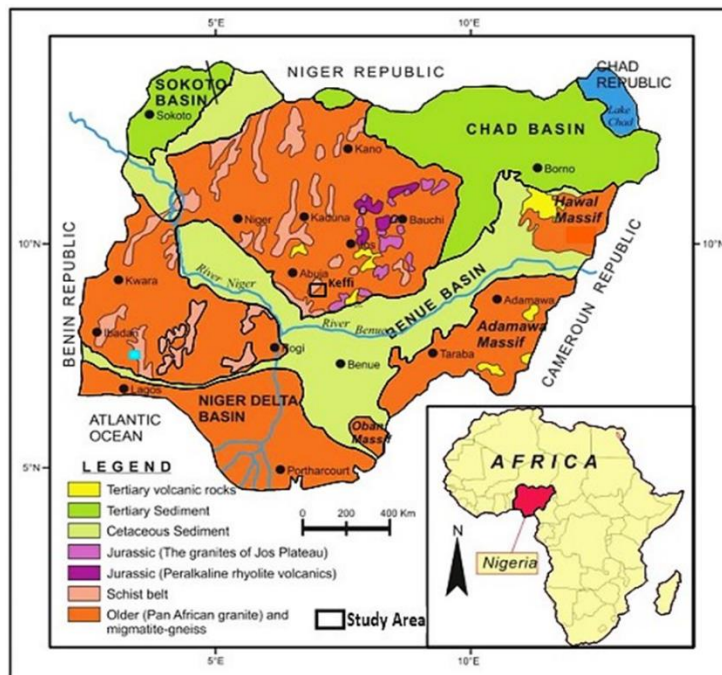 5°E
10°E
NIGER REPUBLIC
CHAD
REPUBLIC
SOKOTO
BASIN
Sokoto
Lake
Chad
CHAD BASIN
Kano
Borno
Hawal
Massif
Niger
Kaduna
Bauchi
Jos
10°N
10°N
BENIN REPUBLIC
River Niger
Abuja
Keffi
Kwara
BENUE BASIN
River Benue
Adamawa
Adamawa
Massif
CAMEROUN REPUBLIC
Ibadan
Kogi
Benue
Taraba
Lagos
NIGER DELTA
BASIN
Oban
Massif
ATLANTIC
OCEAN
Portharcourt
5°N
LEGEND
Tertiary volcanic rocks
Tertiary Sediment
Cetaceous Sediment
Jurassic (The granites of Jos Plateau)
Jurassic (Peralkaline rhyolite volcanics)
Schist belt
Older (Pan African granite) and
migmatite-gneiss
0 200 400 Km
Study Area
AFRICA
N
Nigeria
5°E
10°E